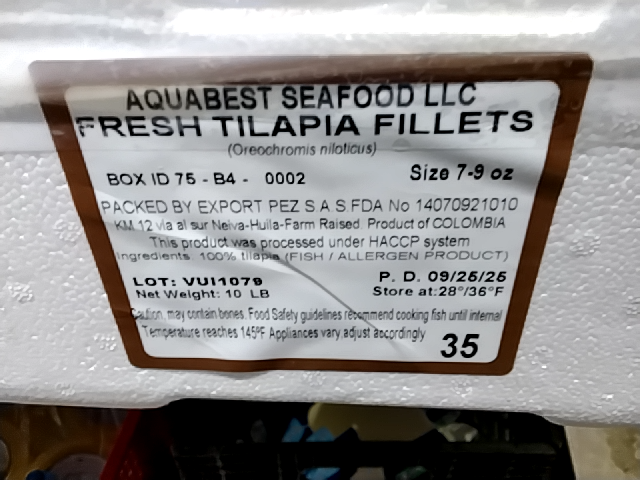 AQUABEST SEAFOOD LLC
FRESH TILAPIA FILLETS
(Oreochromis niloticus)
BOX ID 75 - B4 - 0002 Size 7-9 oz
PACKED BY EXPORT PEZ S.A.S.FDA No 14070921010
KM 12 via al sur Neiva-Huila-Farm Raised. Product of COLOMBIA
This product was processed under HACCP system
Ingredients: 100% tilapia (FISH / ALLERGEN PRODUCT)
LOT: VUI1079 P. D. 09/25/25
Net Weight: 10 LB Store at:28°/36°F
Caution, may contain bones. Food Safety guidelines recommend cooking fish until internal
Temperature reaches 145ºF Appliances vary,adjust accordingly
35